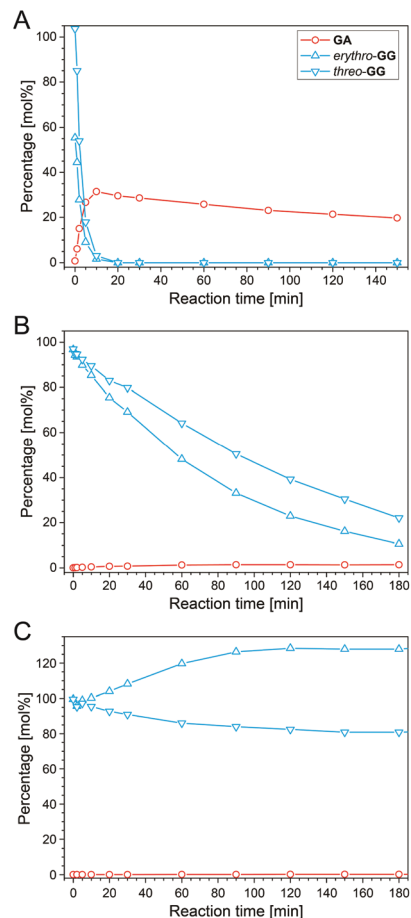 A
Percentage [mol%]
100
80
60
40
20
0
GA
erythro-GG
threo-GG
0 20 40 60 80 100 120 140
Reaction time [min]
B
Percentage [mol%]
100
80
60
40
20
0
0 20 40 60 80 100 120 140 160 180
Reaction time [min]
C
Percentage [mol%]
120
100
80
60
40
20
0
0 20 40 60 80 100 120 140 160 180
Reaction time [min]